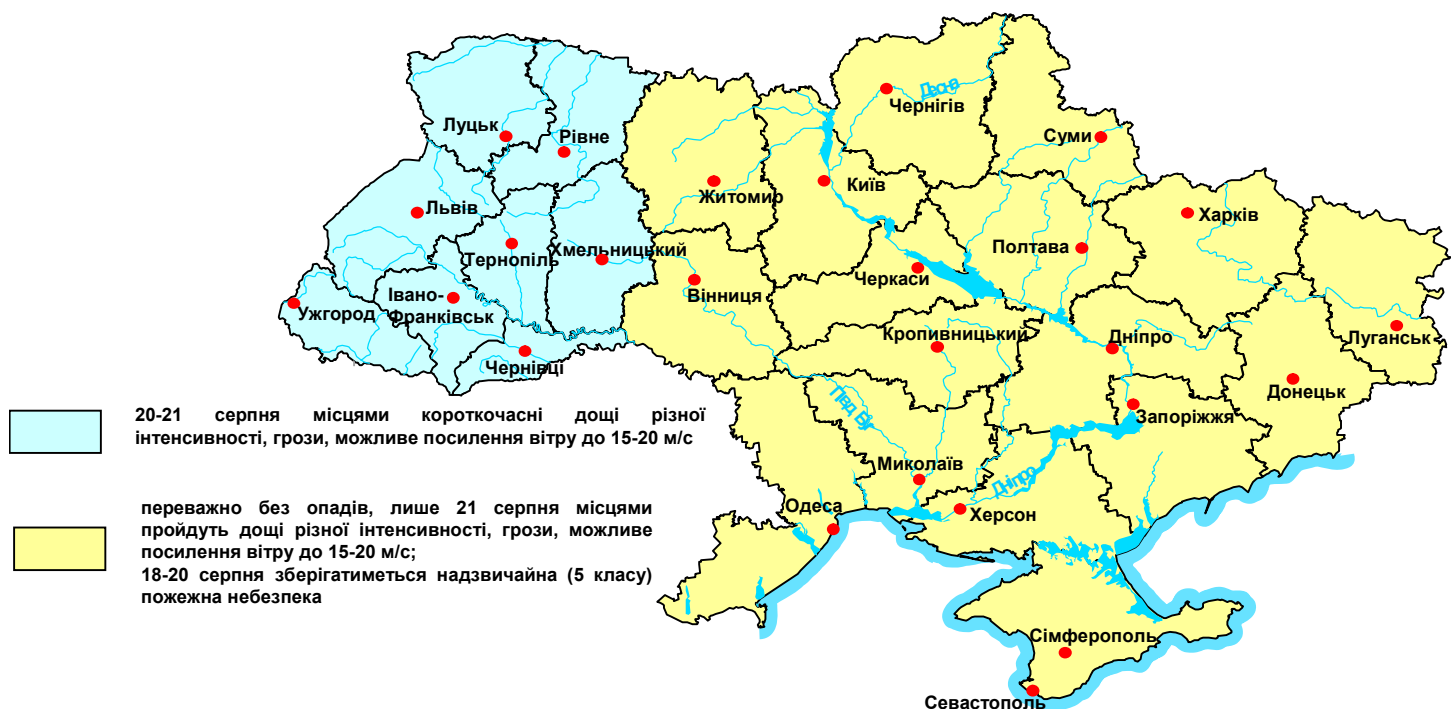 Десна
Чернігів
Луцьк
Рівне
Суми
Житомир
Київ
Львів
Харків
Тернопіль
Хмельницький
Полтава
Черкаси
Вінниця
Ужгород
Івано-
Франківськ
Чернівці
Кропивницький
Дніпро
Луганськ
Донецьк
Запоріжжя
Півд Буг
Миколаїв
Дніпро
Одеса
Херсон
Сімферополь
Севастополь
20-21 серпня місцями короткочасні дощі різної
інтенсивності, грози, можливе посилення вітру до 15-20 м/с
переважно без опадів, лише 21 серпня місцями
пройдуть дощі різної інтенсивності, грози, можливе
посилення вітру до 15-20 м/с;
18-20 серпня зберігатиметься надзвичайна (5 класу)
пожежна небезпека